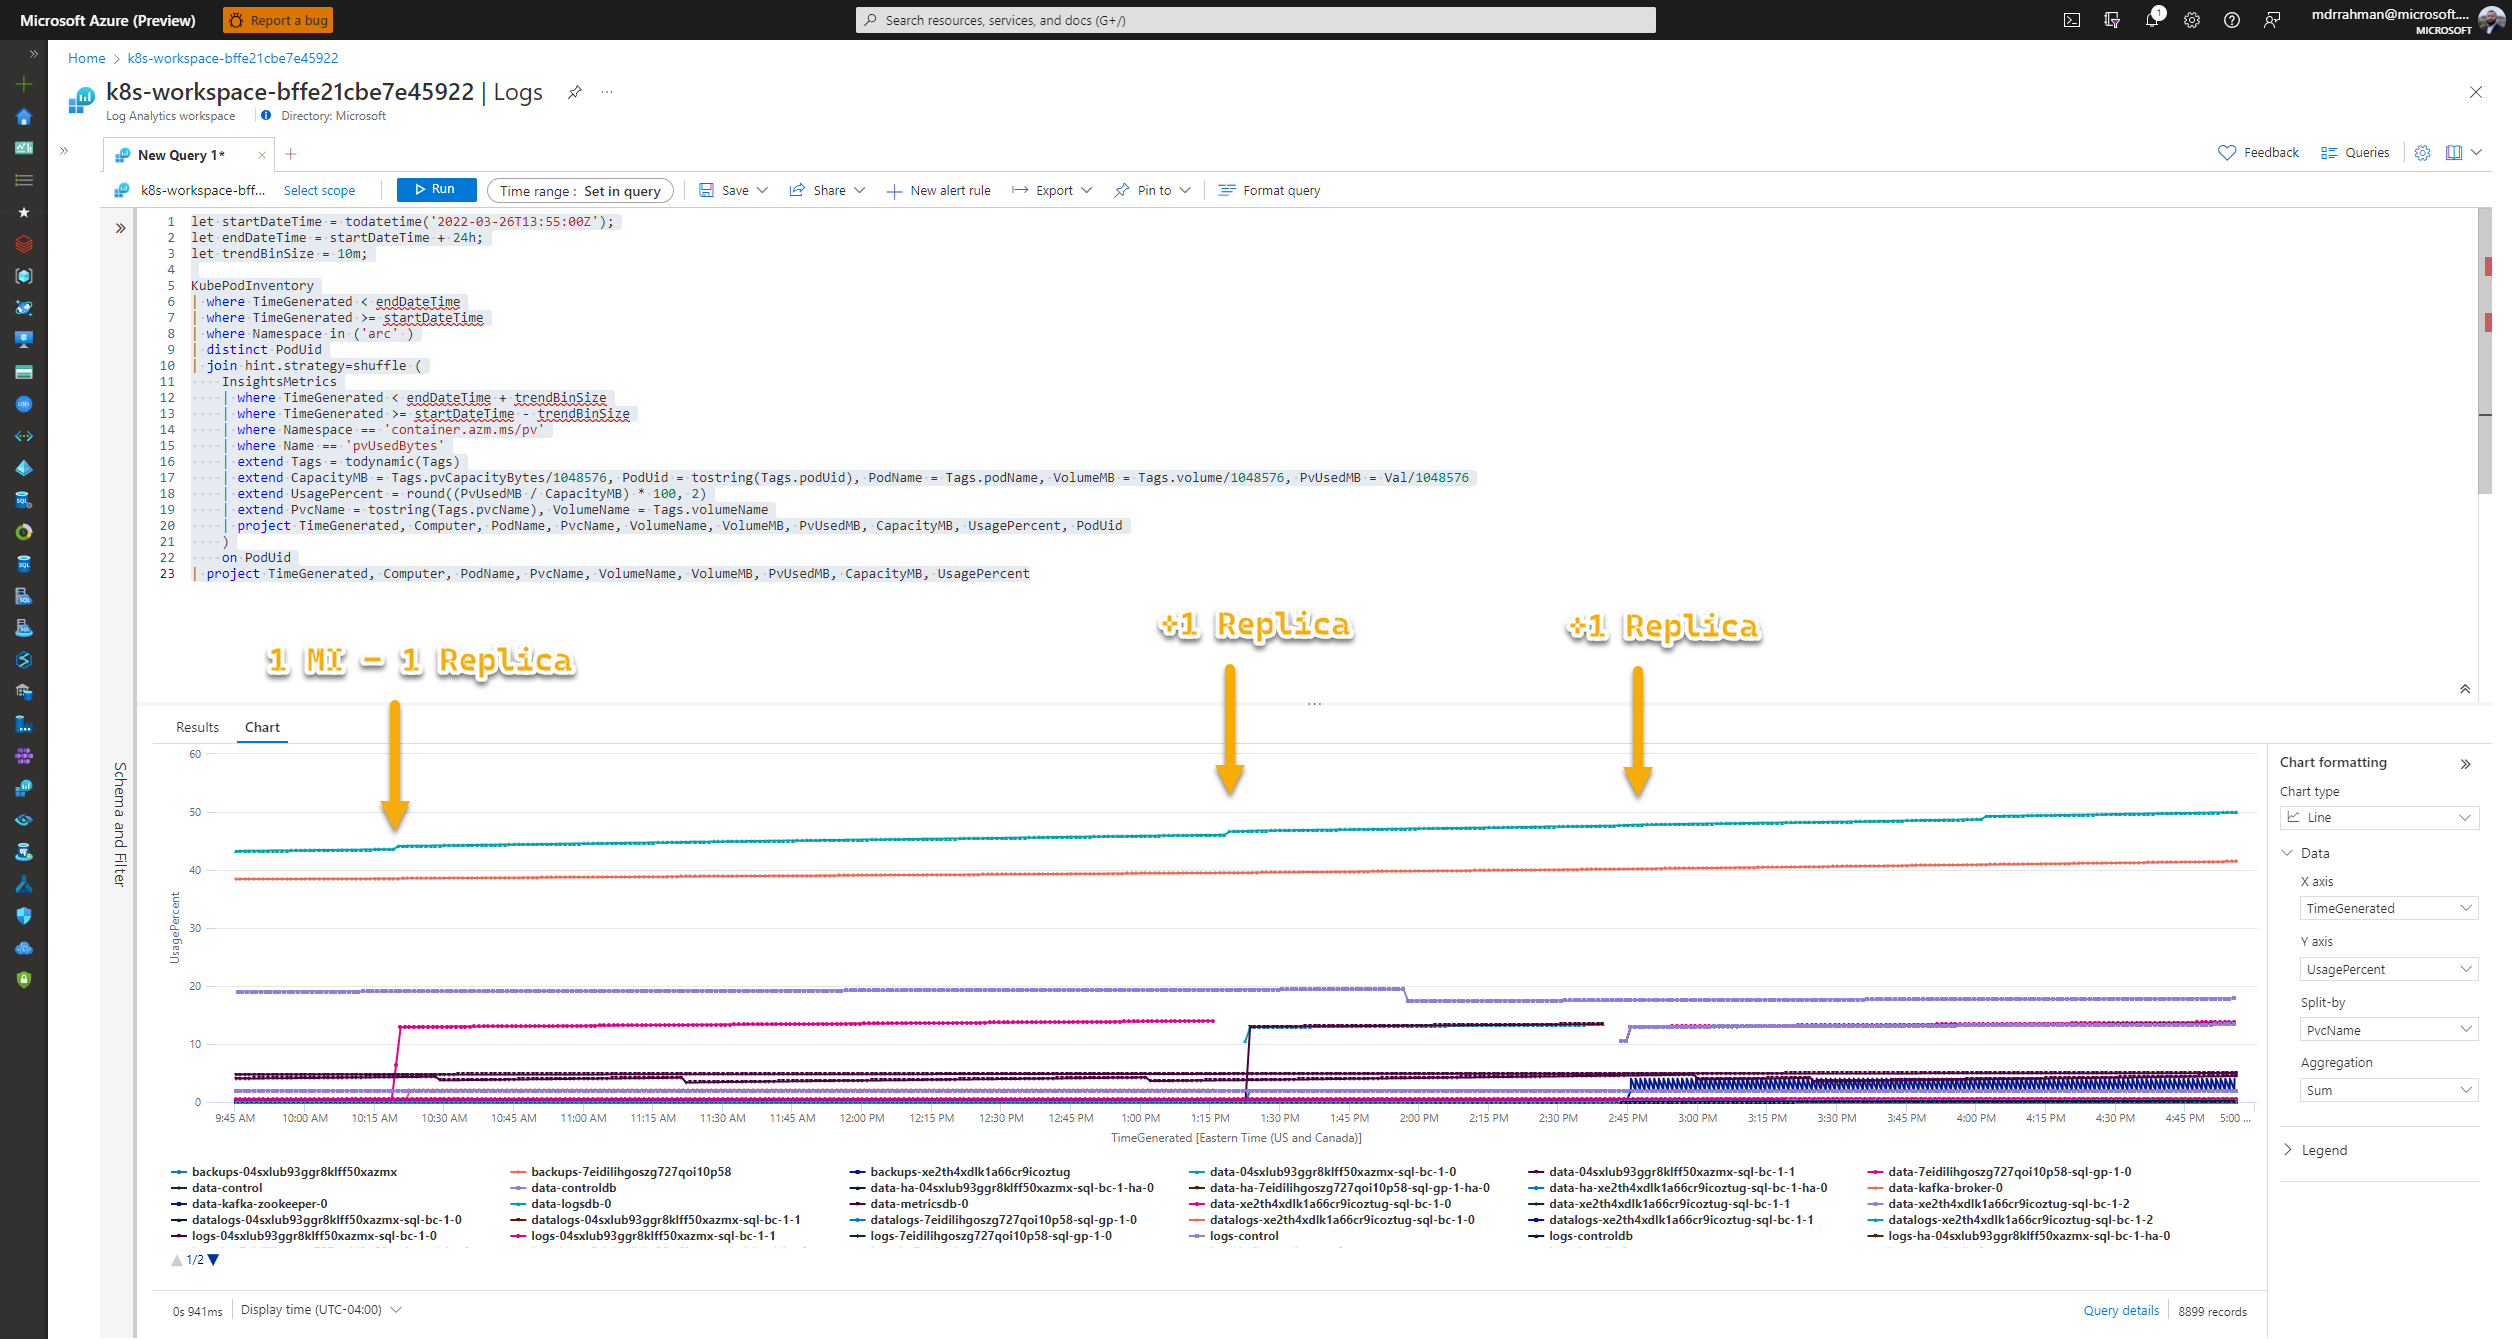 Microsoft Azure (Preview)
Report a bug
Search resources, services, and docs (G+/)
1
mdrrahman@microsoft....
MICROSOFT
Home > k8s-workspace-bffe21cbe7e45922
k8s-workspace-bffe21cbe7e45922 | Logs
Log Analytics workspace
Directory: Microsoft
New Query 1*
Feedback
Queries
k8s-workspace-bff...
Select scope
Run
Time range : Set in query
Save
Share
New alert rule
Export
Pin to
Format query
1 let startDateTime = todatetime('2022-03-26T13:55:00Z');
2 let endDateTime = startDateTime + 24h;
3 let trendBinSize = 10m;
4
5 KubePodInventory
6 | where TimeGenerated < endDateTime
7 | where TimeGenerated >= startDateTime
8 | where Namespace in ('arc' )
9 | distinct PodUid
10 | join hint.strategy=shuffle (
11 InsightsMetrics
12 | where TimeGenerated < endDateTime + trendBinSize
13 | where TimeGenerated >= startDateTime - trendBinSize
14 | where Namespace == 'container.azm.ms/pv'
15 | where Name == 'pvUsedBytes'
16 | extend Tags = todynamic(Tags)
17 | extend CapacityMB = Tags.pvCapacityBytes/1048576, PodUid = tostring(Tags.podUid), PodName = Tags.podName, VolumeMB = Tags.volume/1048576, PvUsedMB = Val/1048576
18 | extend UsagePercent = round((PvUsedMB / CapacityMB) * 100, 2)
19 | extend PvcName = tostring(Tags.pvcName), VolumeName = Tags.volumeName
20 | project TimeGenerated, Computer, PodName, PvcName, VolumeName, VolumeMB, PvUsedMB, CapacityMB, UsagePercent, PodUid
21 )
22 on PodUid
23 | project TimeGenerated, Computer, PodName, PvcName, VolumeName, VolumeMB, PvUsedMB, CapacityMB, UsagePercent
1 MI – 1 Replica
+1 Replica
+1 Replica
Schema and Filter
Results
Chart
60
50
40
30
20
10
0
UsagePercent
9:45 AM 10:00 AM 10:15 AM 10:30 AM 10:45 AM 11:00 AM 11:15 AM 11:30 AM 11:45 AM 12:00 PM 12:15 PM 12:30 PM 12:45 PM 1:00 PM 1:15 PM 1:30 PM 1:45 PM 2:00 PM 2:15 PM 2:30 PM 2:45 PM 3:00 PM 3:15 PM 3:30 PM 3:45 PM 4:00 PM 4:15 PM 4:30 PM 4:45 PM 5:00 ...
TimeGenerated [Eastern Time (US and Canada)]
backups-04sxlub93ggr8klff50xazmx backups-7eidilihgoszg727qoi10p58 backups-xe2th4xdlk1a66cr9icoztug data-04sxlub93ggr8klff50xazmx-sql-bc-1-0 data-04sxlub93ggr8klff50xazmx-sql-bc-1-1 data-7eidilihgoszg727qoi10p58-sql-gp-1-0
data-control data-controldb data-ha-04sxlub93ggr8klff50xazmx-sql-bc-1-ha-0 data-ha-7eidilihgoszg727qoi10p58-sql-gp-1-ha-0 data-ha-xe2th4xdlk1a66cr9icoztug-sql-bc-1-ha-0 data-kafka-broker-0
data-kafka-zookeeper-0 data-logsdb-0 data-metricsdb-0 data-xe2th4xdlk1a66cr9icoztug-sql-bc-1-0 data-xe2th4xdlk1a66cr9icoztug-sql-bc-1-1 data-xe2th4xdlk1a66cr9icoztug-sql-bc-1-2
datalogs-04sxlub93ggr8klff50xazmx-sql-bc-1-0 datalogs-04sxlub93ggr8klff50xazmx-sql-bc-1-1 datalogs-7eidilihgoszg727qoi10p58-sql-gp-1-0 datalogs-xe2th4xdlk1a66cr9icoztug-sql-bc-1-0 datalogs-xe2th4xdlk1a66cr9icoztug-sql-bc-1-1 datalogs-xe2th4xdlk1a66cr9icoztug-sql-bc-1-2
logs-04sxlub93ggr8klff50xazmx-sql-bc-1-0 logs-04sxlub93ggr8klff50xazmx-sql-bc-1-1 logs-7eidilihgoszg727qoi10p58-sql-gp-1-0 logs-control logs-controldb logs-ha-04sxlub93ggr8klff50xazmx-sql-bc-1-ha-0
1/2
Chart formatting
Chart type
Line
Data
X axis
TimeGenerated
Y axis
UsagePercent
Split-by
PvcName
Aggregation
Sum
Legend
0s 941ms
Display time (UTC-04:00)
Query details
8899 records